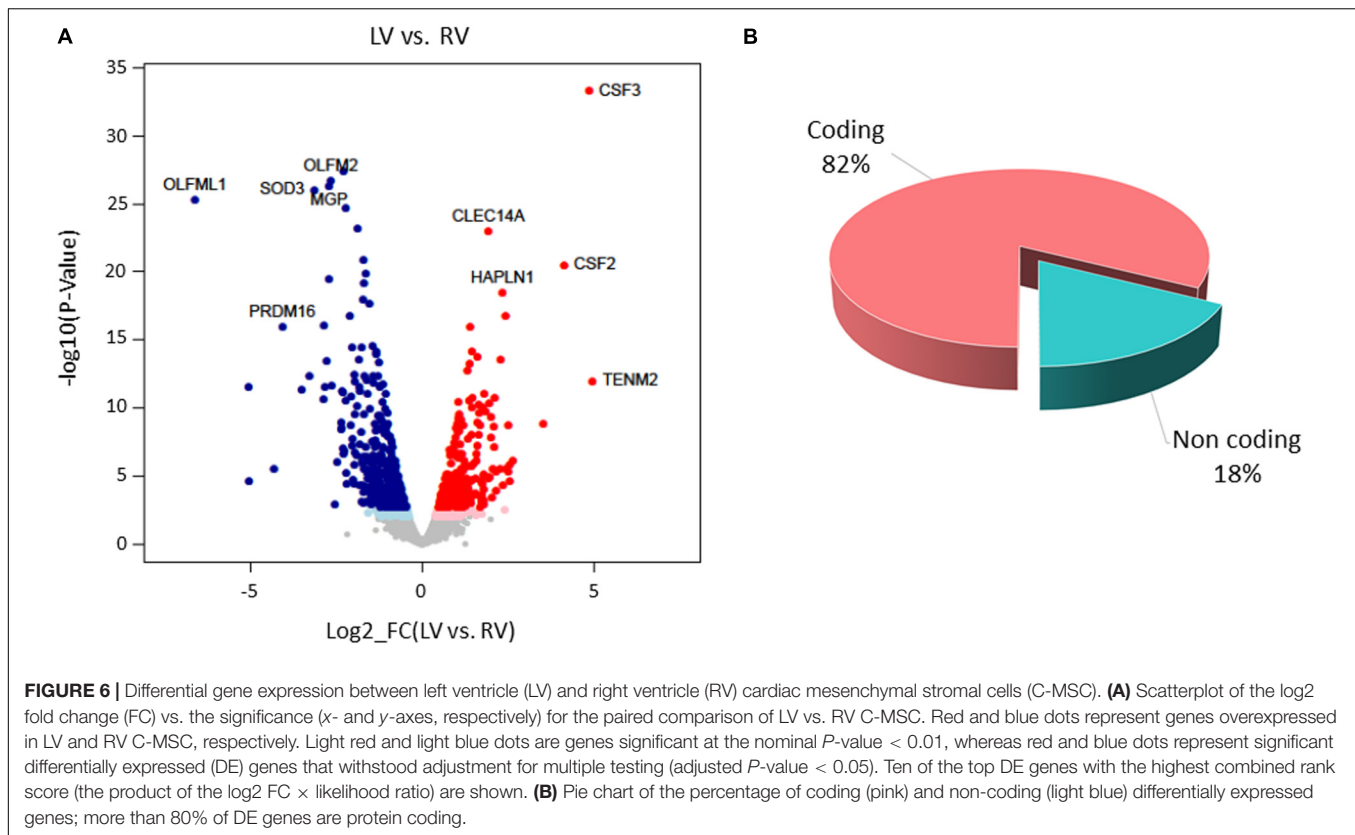 A
LV vs. RV
35
30
25
20
15
10
5
0
-log10(P-Value)
CSF3
OLFM2
OLFML1
SOD3
MGP
CLEC14A
CSF2
HAPLN1
PRDM16
TENM2
-5
0
5
Log2_FC(LV vs. RV)
B
Coding
82%
Non coding
18%
FIGURE 6 | Differential gene expression between left ventricle (LV) and right ventricle (RV) cardiac mesenchymal stromal cells (C-MSC). (A) Scatterplot of the log2
fold change (FC) vs. the significance (x- and y-axes, respectively) for the paired comparison of LV vs. RV C-MSC. Red and blue dots represent genes overexpressed
in LV and RV C-MSC, respectively. Light red and light blue dots are genes significant at the nominal P-value < 0.01, whereas red and blue dots represent significant
differentially expressed (DE) genes that withstood adjustment for multiple testing (adjusted P-value < 0.05). Ten of the top DE genes with the highest combined rank
score (the product of the log2 FC × likelihood ratio) are shown. (B) Pie chart of the percentage of coding (pink) and non-coding (light blue) differentially expressed
genes; more than 80% of DE genes are protein coding.